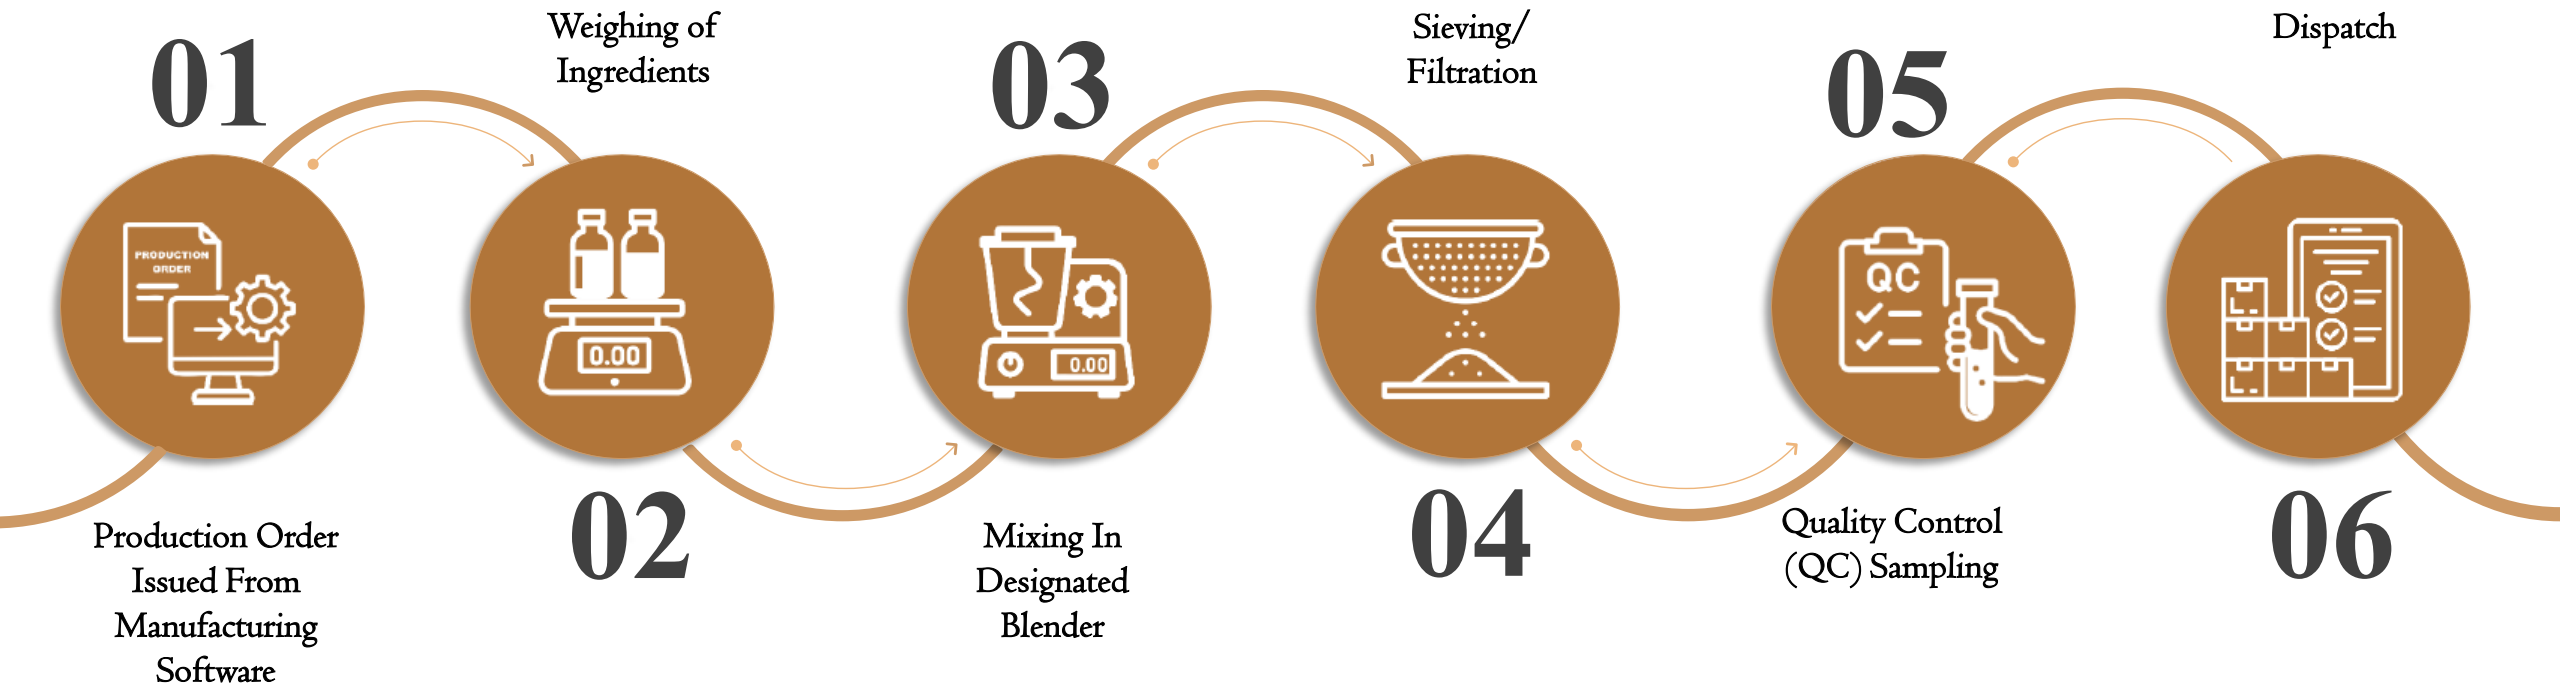 01
PRODUCTION
ORDER
Production Order
Issued From
Manufacturing
Software
Weighing of
Ingredients
0.00
02
03
0.00
Mixing In
Designated
Blender
Sieving/
Filtration
04
05
QC
Quality Control
(QC) Sampling
Dispatch
06